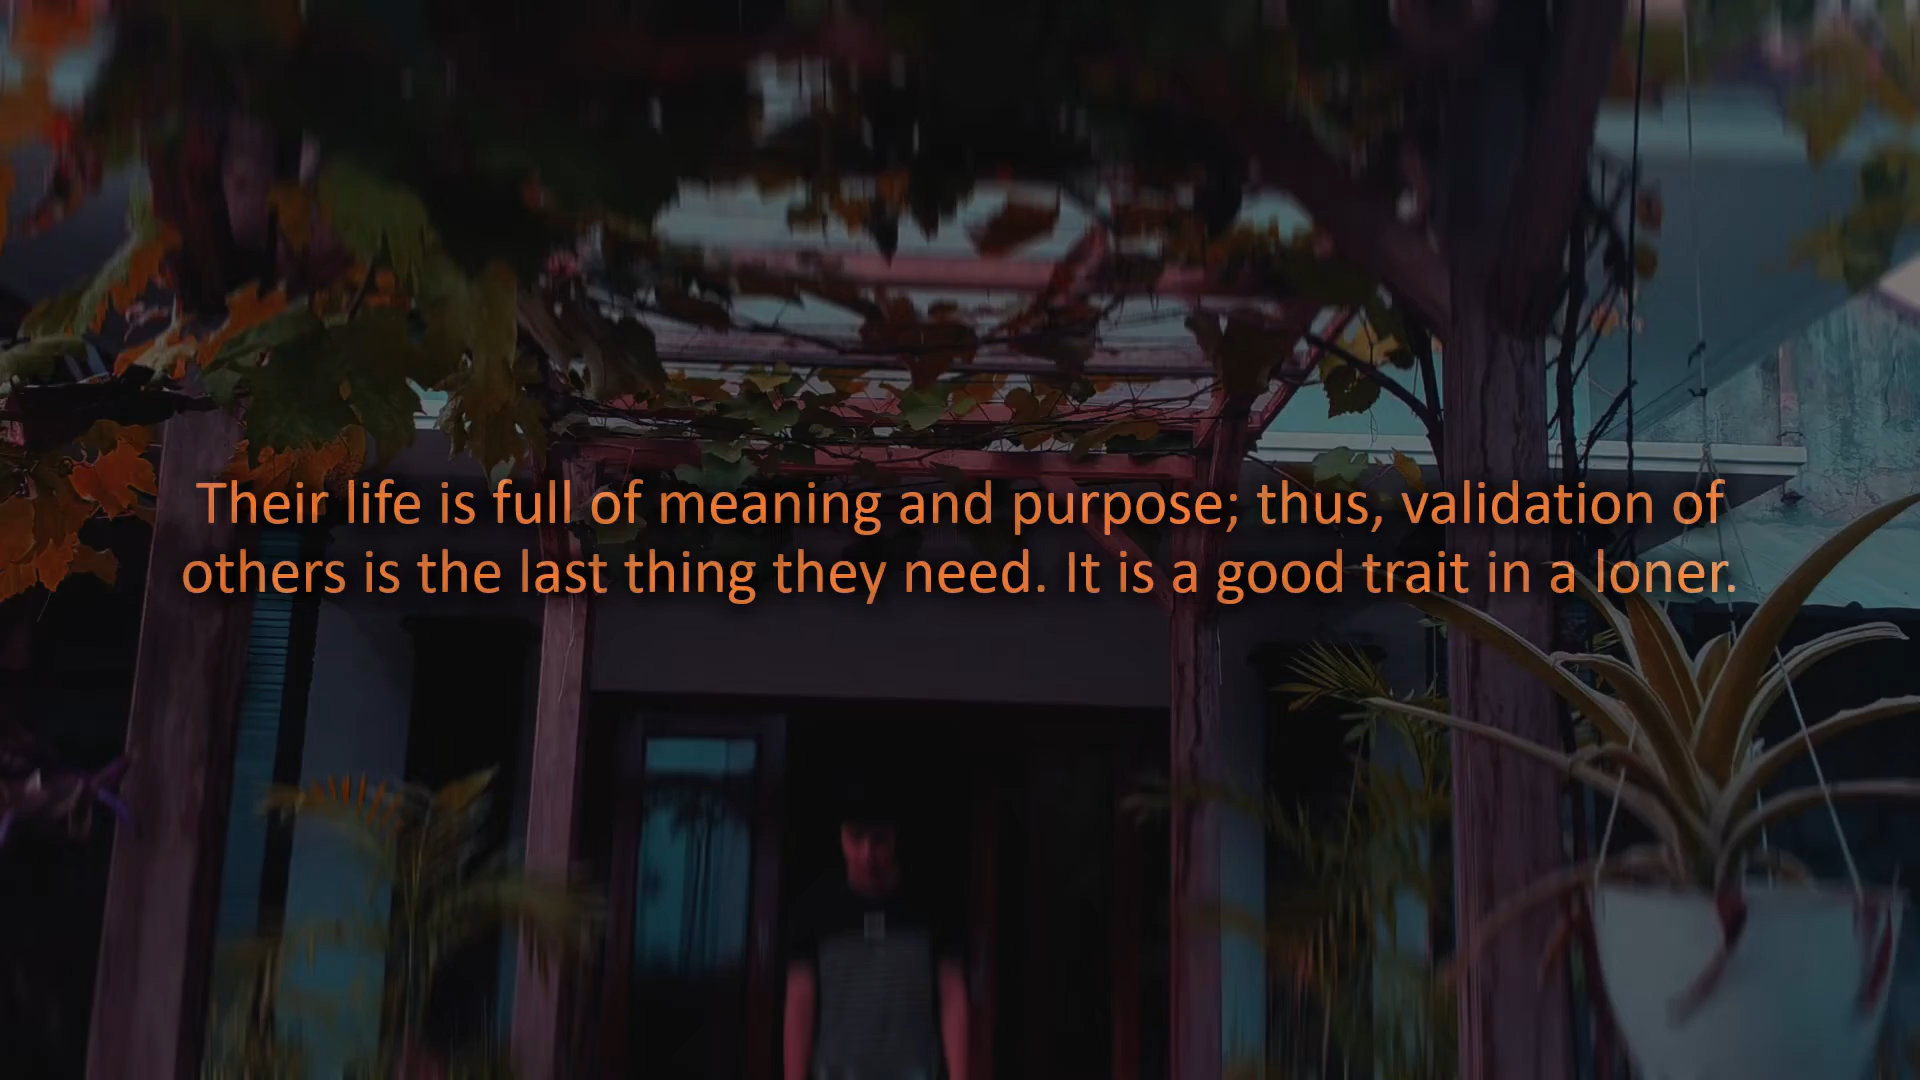 Their life is full of meaning and purpose; thus, validation of
others is the last thing they need. It is a good trait in a loner.